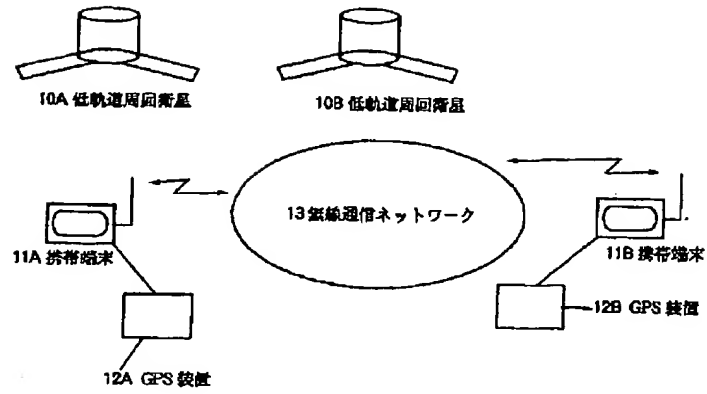 10A 低軌道周回衛星
10B 低軌道周回衛星
13無線通信ネットワーク
11A 携帯端末
11B 携帯端末
12B GPS 装置
12A GPS 装置